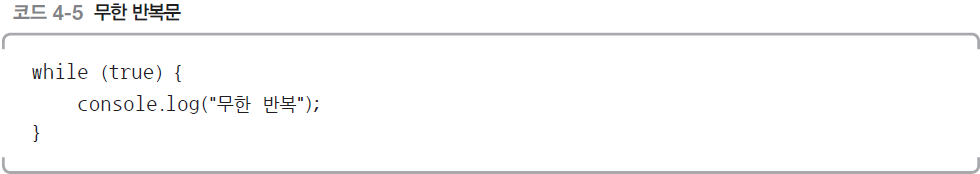 코드 4-5 무한 반복문
while (true) {
    console.log("무한 반복");
}